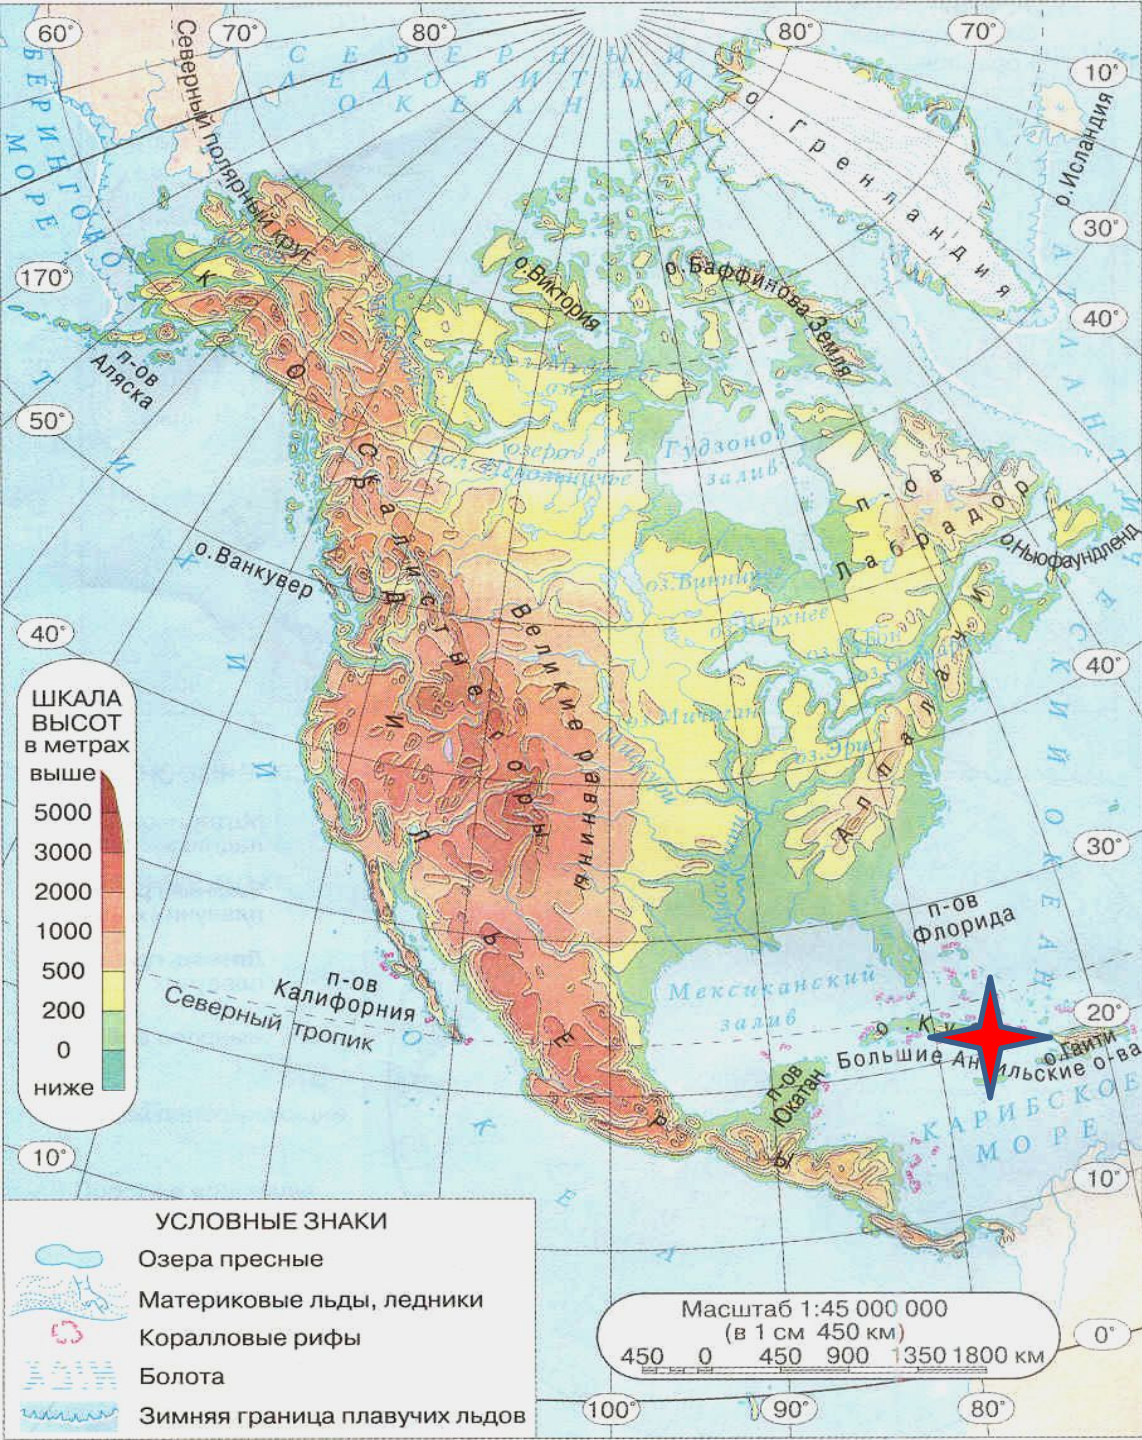 60°
70°
80°
80°
70°
10°
30°
40°
40°
30°
20°
10°
0°
170°
50°
40°
10°
100°
90°
80°
СЕВЕРНЫЙ
ЛЕДОВИТЫЙ
ОКЕАН
БЕРИНГОВО
МОРЕ
Северный полярный круг
о. Гренландия
о.Исландия
о.Виктория
о.Баффинова Земля
п-ов
Аляска
Гудзонов
залив
п-ов
Лабрадор
о.Ньюфаундленд
о.Ванкувер
КОРДИЛЬЕРЫ
Скалистые горы
Великие равнины
оз.Виннипег
оз.Верхнее
оз.Мичиган
оз.Эри
Миссури
Аппалачи
АТЛАНТИЧЕСКИЙ ОКЕАН
ТИХИЙ ОКЕАН
п-ов
Флорида
Мексиканский
залив
п-ов
Калифорния
Северный тропик
о.Гаити
п-ов
Юкатан
КАРИБСКОЕ
МОРЕ
ШКАЛА
ВЫСОТ
в метрах
выше
5000
3000
2000
1000
500
200
0
ниже
УСЛОВНЫЕ ЗНАКИ
Озера пресные
Материковые льды, ледники
Коралловые рифы
Болота
Зимняя граница плавучих льдов
Масштаб 1:45 000 000
(в 1 см 450 км)
450 0 450 900 1350 1800 км